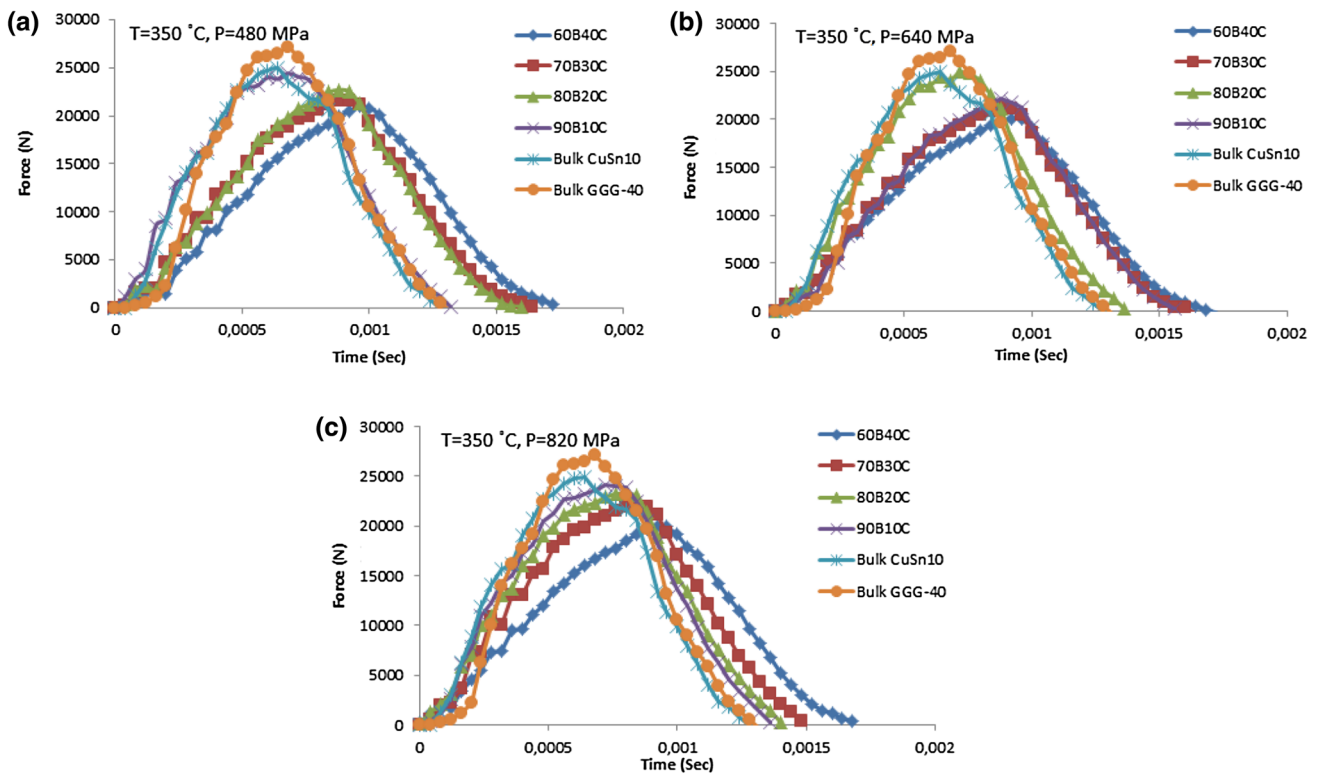 (a)
T=350 ˚C, P=480 MPa
Force (N)
30000
25000
20000
15000
10000
5000
0
0
0,0005
0,001
0,0015
0,002
Time (Sec)
60B40C
70B30C
80B20C
90B10C
Bulk CuSn10
Bulk GGG-40
(b)
T=350 ˚C, P=640 MPa
Force (N)
30000
25000
20000
15000
10000
5000
0
0
0,0005
0,001
0,0015
0,002
Time (Sec)
60B40C
70B30C
80B20C
90B10C
Bulk CuSn10
Bulk GGG-40
(c)
T=350 ˚C, P=820 MPa
Force (N)
30000
25000
20000
15000
10000
5000
0
0
0,0005
0,001
0,0015
0,002
Time (Sec)
60B40C
70B30C
80B20C
90B10C
Bulk CuSn10
Bulk GGG-40